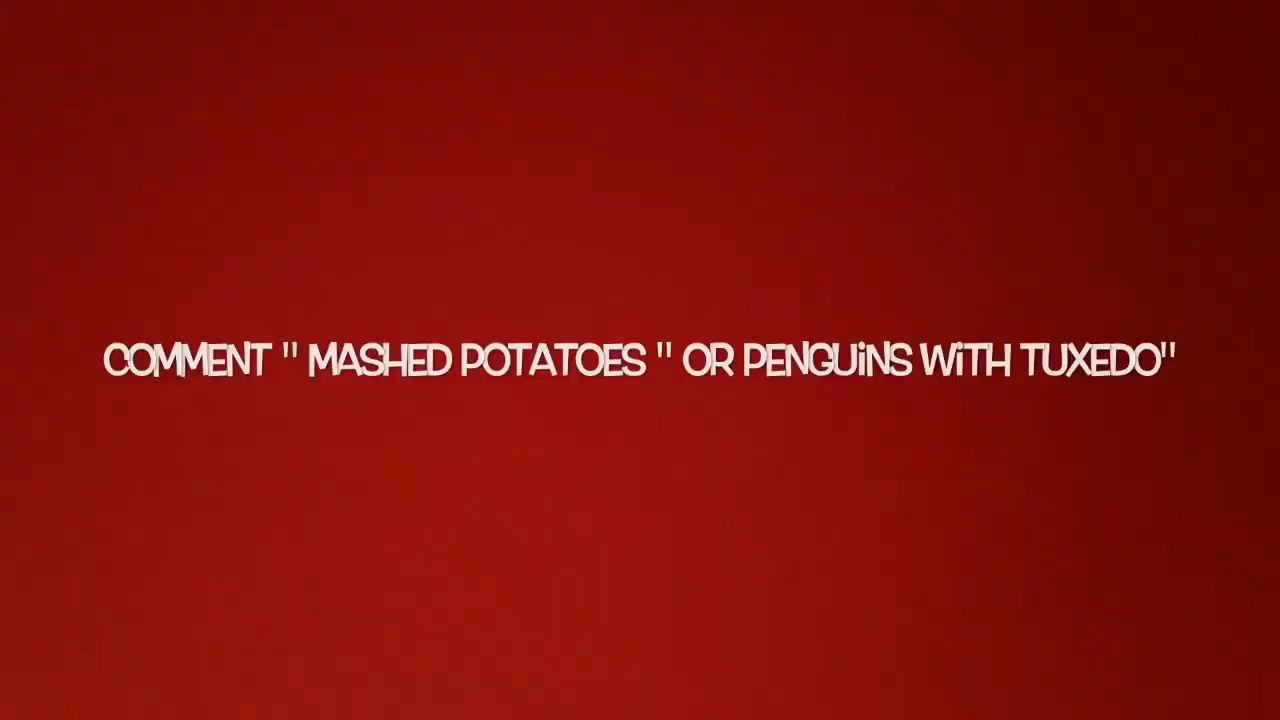 COMMENT " MASHED POTATOES " OR PENGUiNS WiTH TUXEDO"